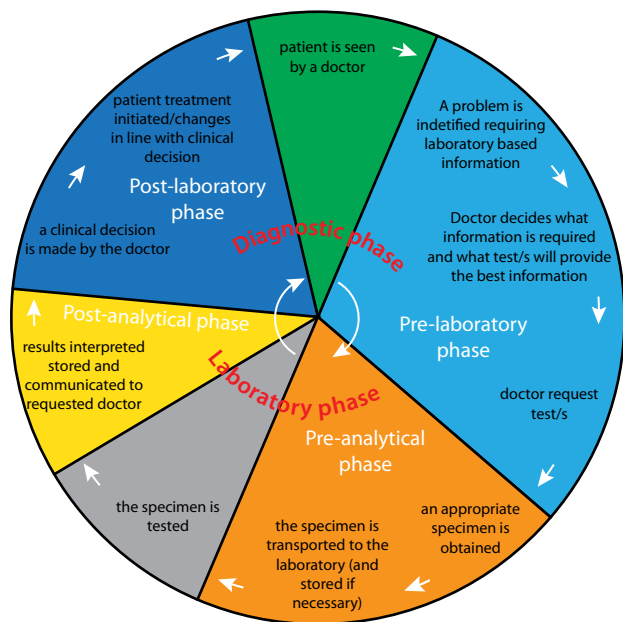 patient is seen
by a doctor
A problem is
indetified requiring
laboratory based
information
Doctor decides what
information is required
and what test/s will provide
the best information
Pre-laboratory
phase
doctor request
test/s
an appropriate
specimen is
obtained
Pre-analytical
phase
the specimen is
transported to the
laboratory (and
stored if
necessary)
the specimen is
tested
results interpreted
stored and
communicated to
requested doctor
Post-analytical phase
a clinical decision
is made by the doctor
Post-laboratory
phase
patient treatment
initiated/changes
in line with clinical
decision
Diagnostic phase
Laboratory phase